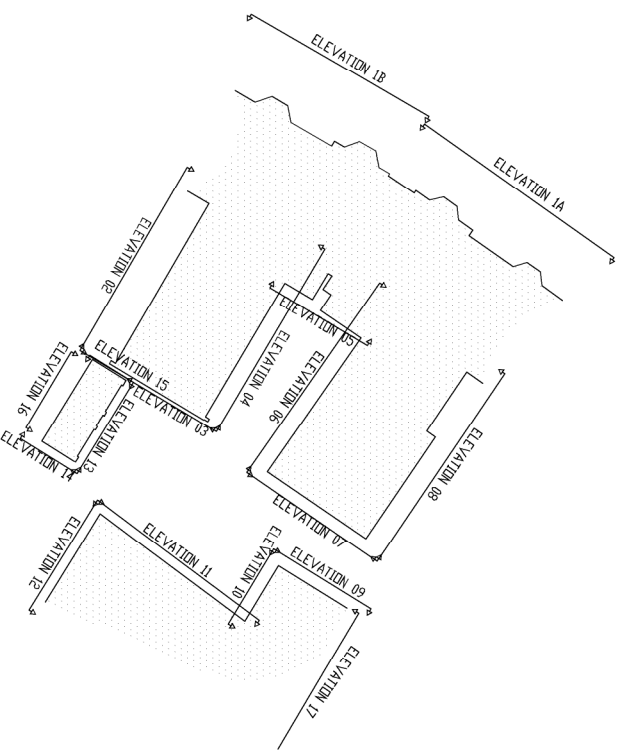 ELEVATION 1B
ELEVATION 1A
ELEVATION 02
ELEVATION 05
ELEVATION 04
ELEVATION 15
ELEVATION 16
ELEVATION 06
ELEVATION 03
ELEVATION 13
ELEVATION 14
ELEVATION 08
ELEVATION 07
ELEVATION 11
ELEVATION 12
ELEVATION 10
ELEVATION 09
ELEVATION 17